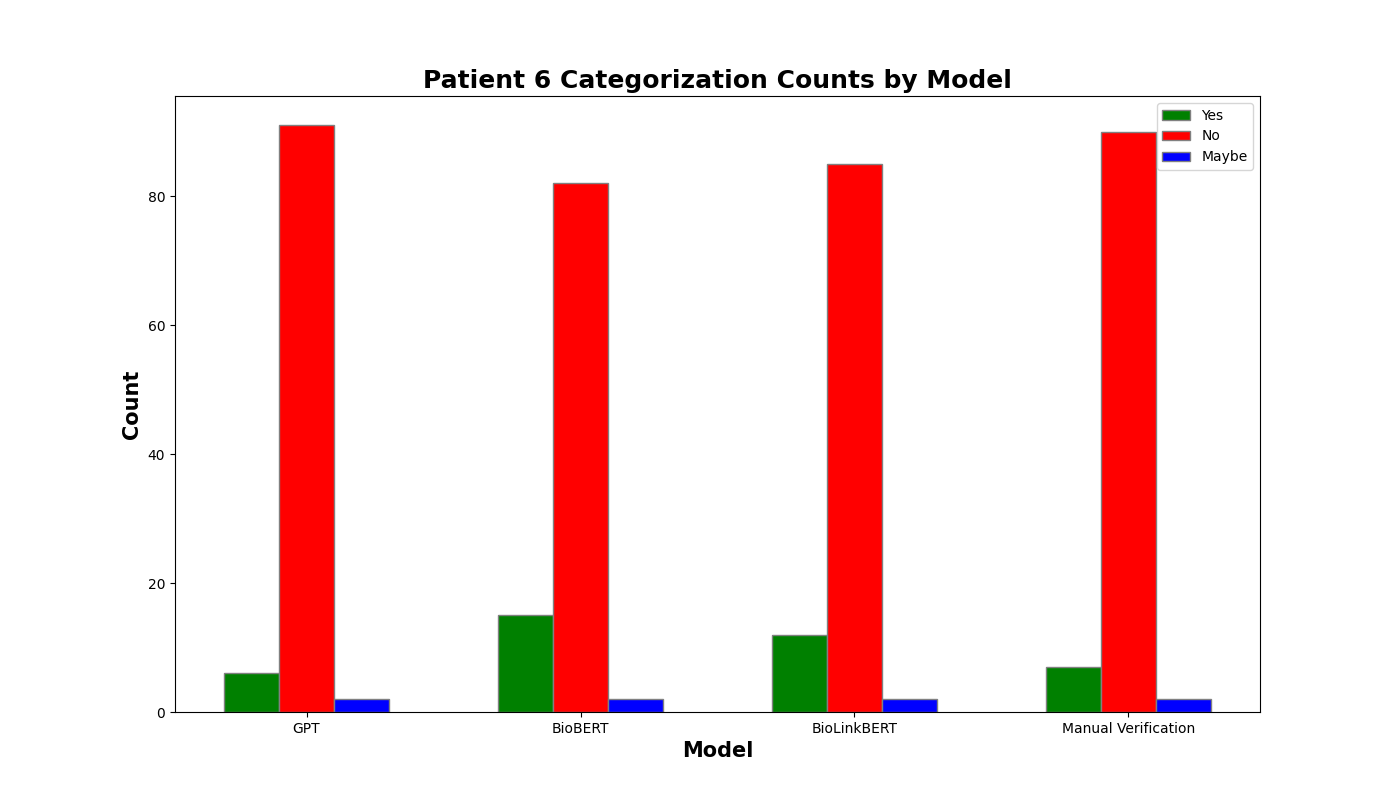 Patient 6 Categorization Counts by Model
Yes
No
Maybe
80
60
40
20
0
Count
GPT
BioBERT
BioLinkBERT
Manual Verification
Model